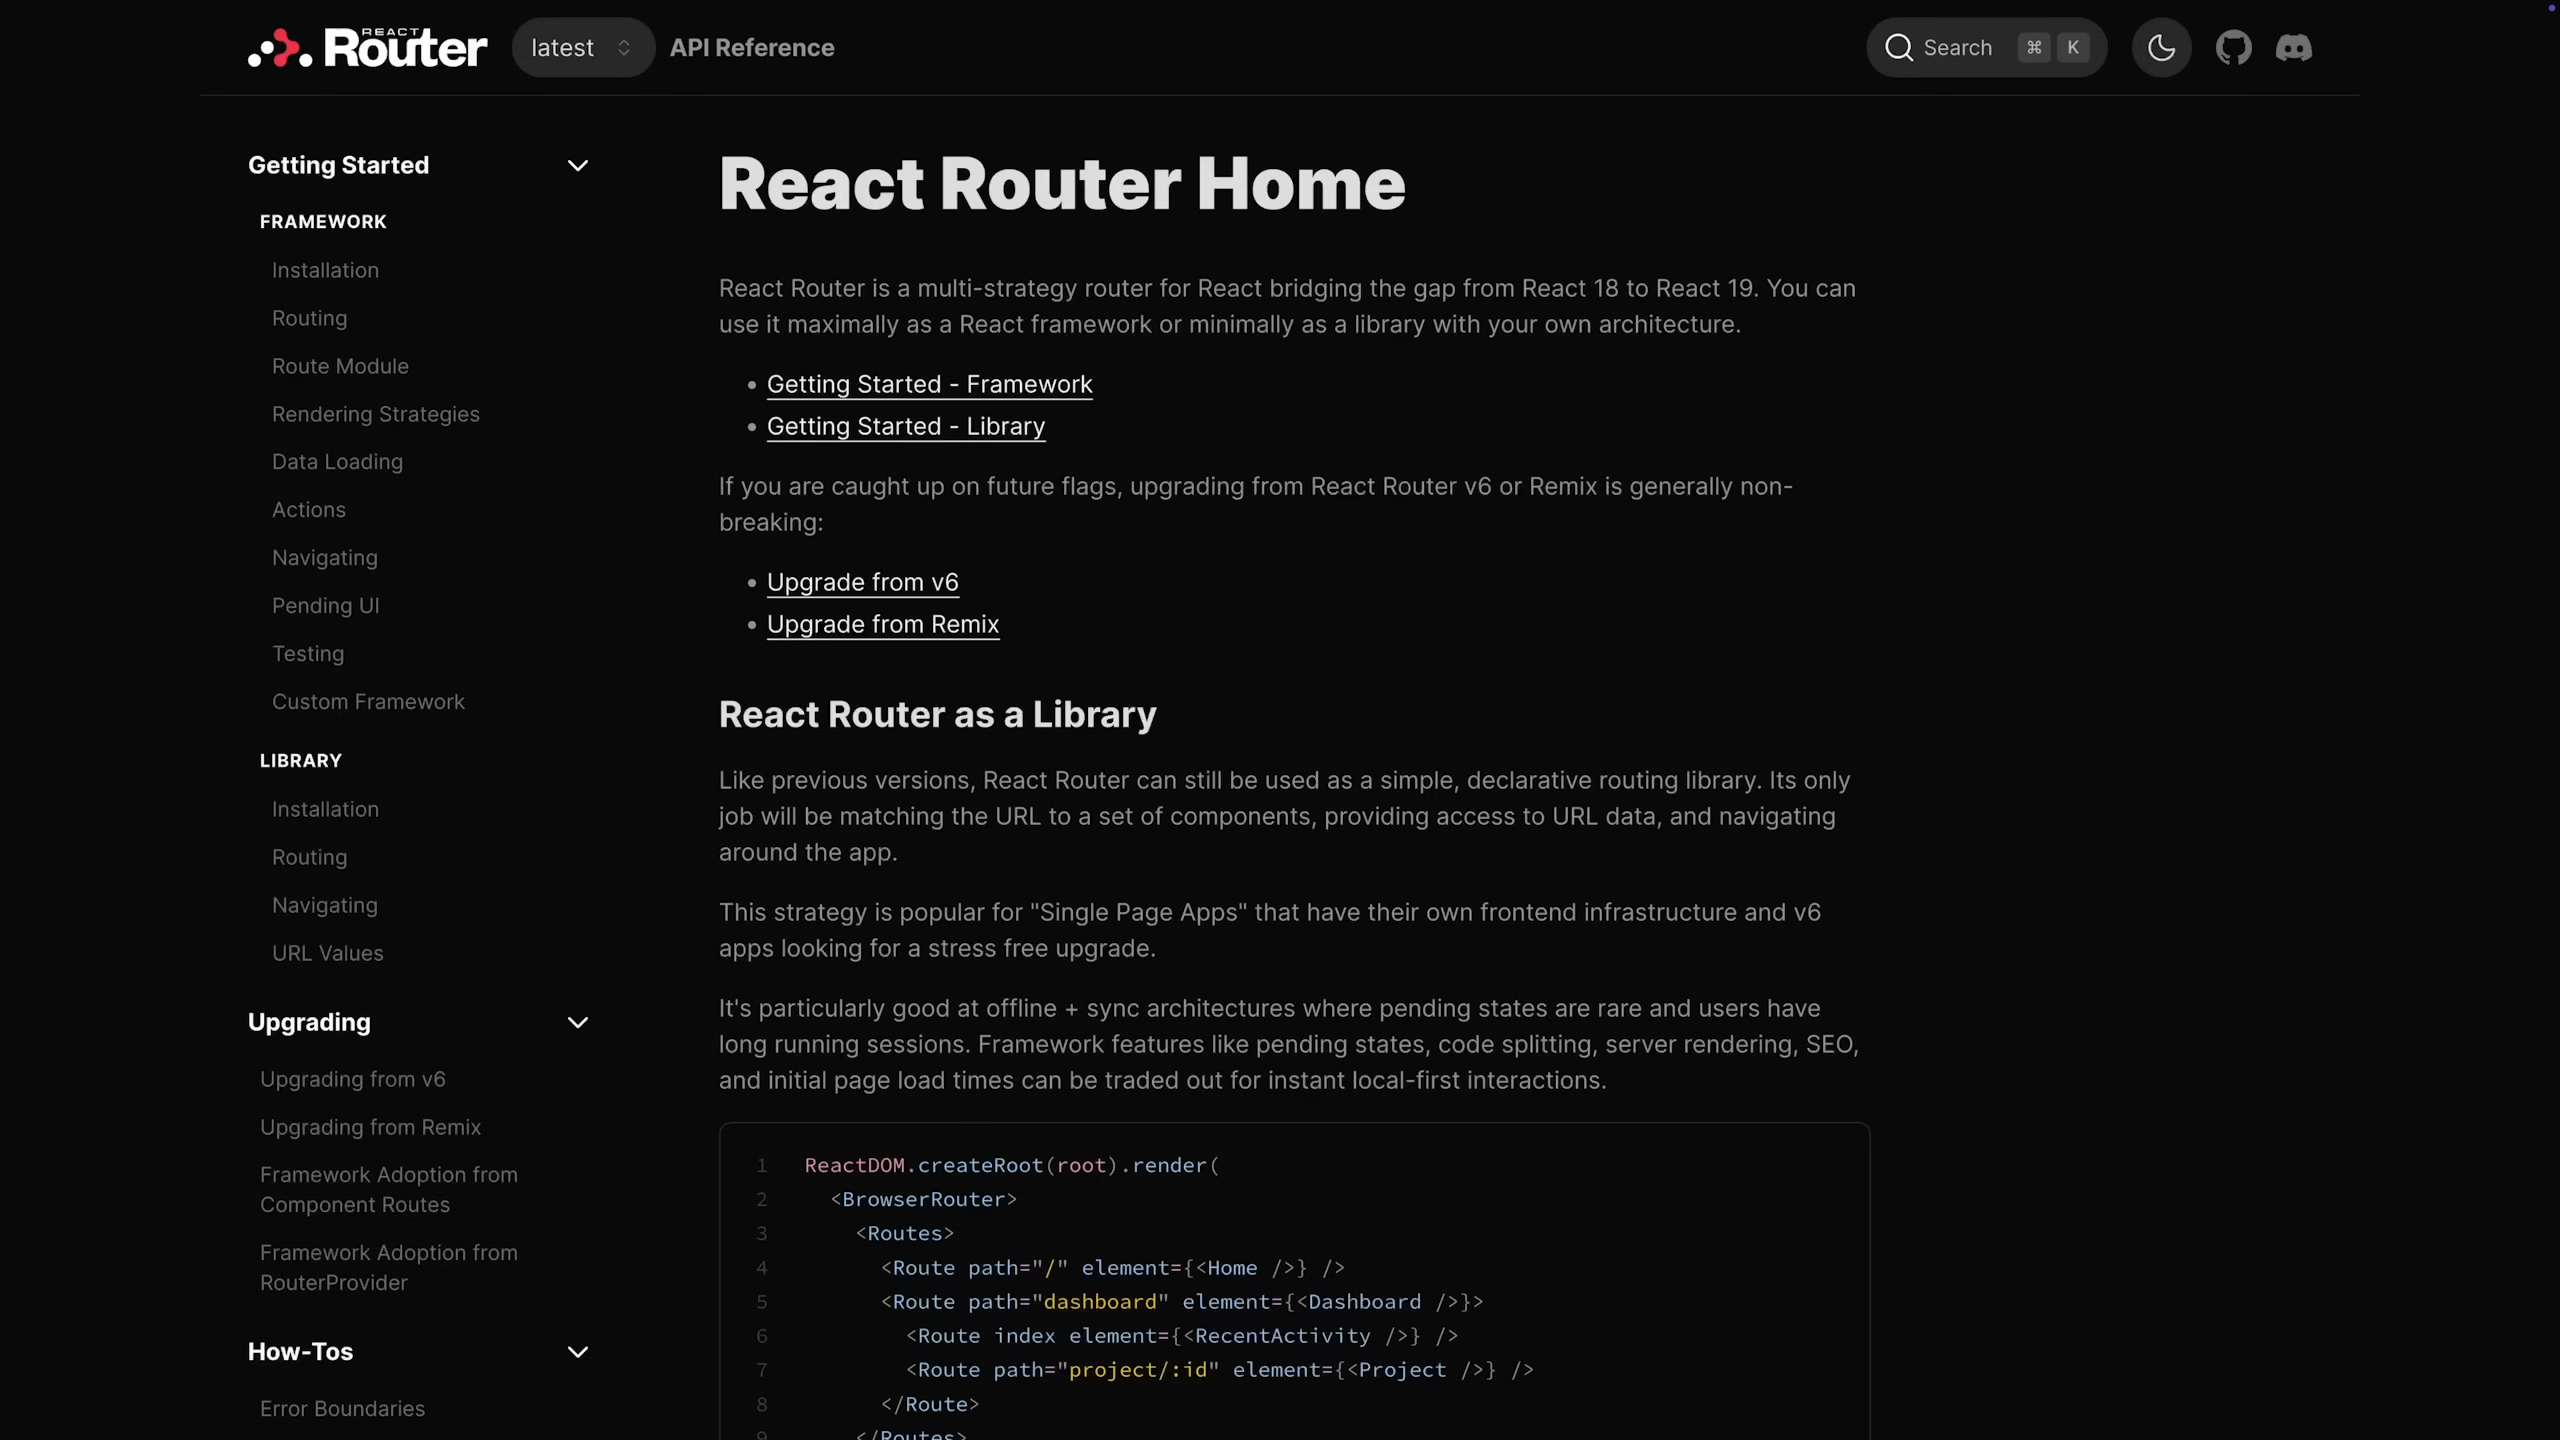 REACT
Router
latest
API Reference
Search ⌘ K
Getting Started
FRAMEWORK
Installation
Routing
Route Module
Rendering Strategies
Data Loading
Actions
Navigating
Pending UI
Testing
Custom Framework
LIBRARY
Installation
Routing
Navigating
URL Values
Upgrading
Upgrading from v6
Upgrading from Remix
Framework Adoption from
Component Routes
Framework Adoption from
RouterProvider
How-Tos
Error Boundaries
React Router Home
React Router is a multi-strategy router for React bridging the gap from React 18 to React 19. You can
use it maximally as a React framework or minimally as a library with your own architecture.
• Getting Started - Framework
• Getting Started - Library
If you are caught up on future flags, upgrading from React Router v6 or Remix is generally non-
breaking:
• Upgrade from v6
• Upgrade from Remix
React Router as a Library
Like previous versions, React Router can still be used as a simple, declarative routing library. Its only
job will be matching the URL to a set of components, providing access to URL data, and navigating
around the app.
This strategy is popular for "Single Page Apps" that have their own frontend infrastructure and v6
apps looking for a stress free upgrade.
It's particularly good at offline + sync architectures where pending states are rare and users have
long running sessions. Framework features like pending states, code splitting, server rendering, SEO,
and initial page load times can be traded out for instant local-first interactions.
1 ReactDOM.createRoot(root).render(
2 <BrowserRouter>
3 <Routes>
4 <Route path="/" element={<Home />} />
5 <Route path="dashboard" element={<Dashboard />}>
6 <Route index element={<RecentActivity />} />
7 <Route path="project/:id" element={<Project />} />
8 </Route>
9 </Routes>